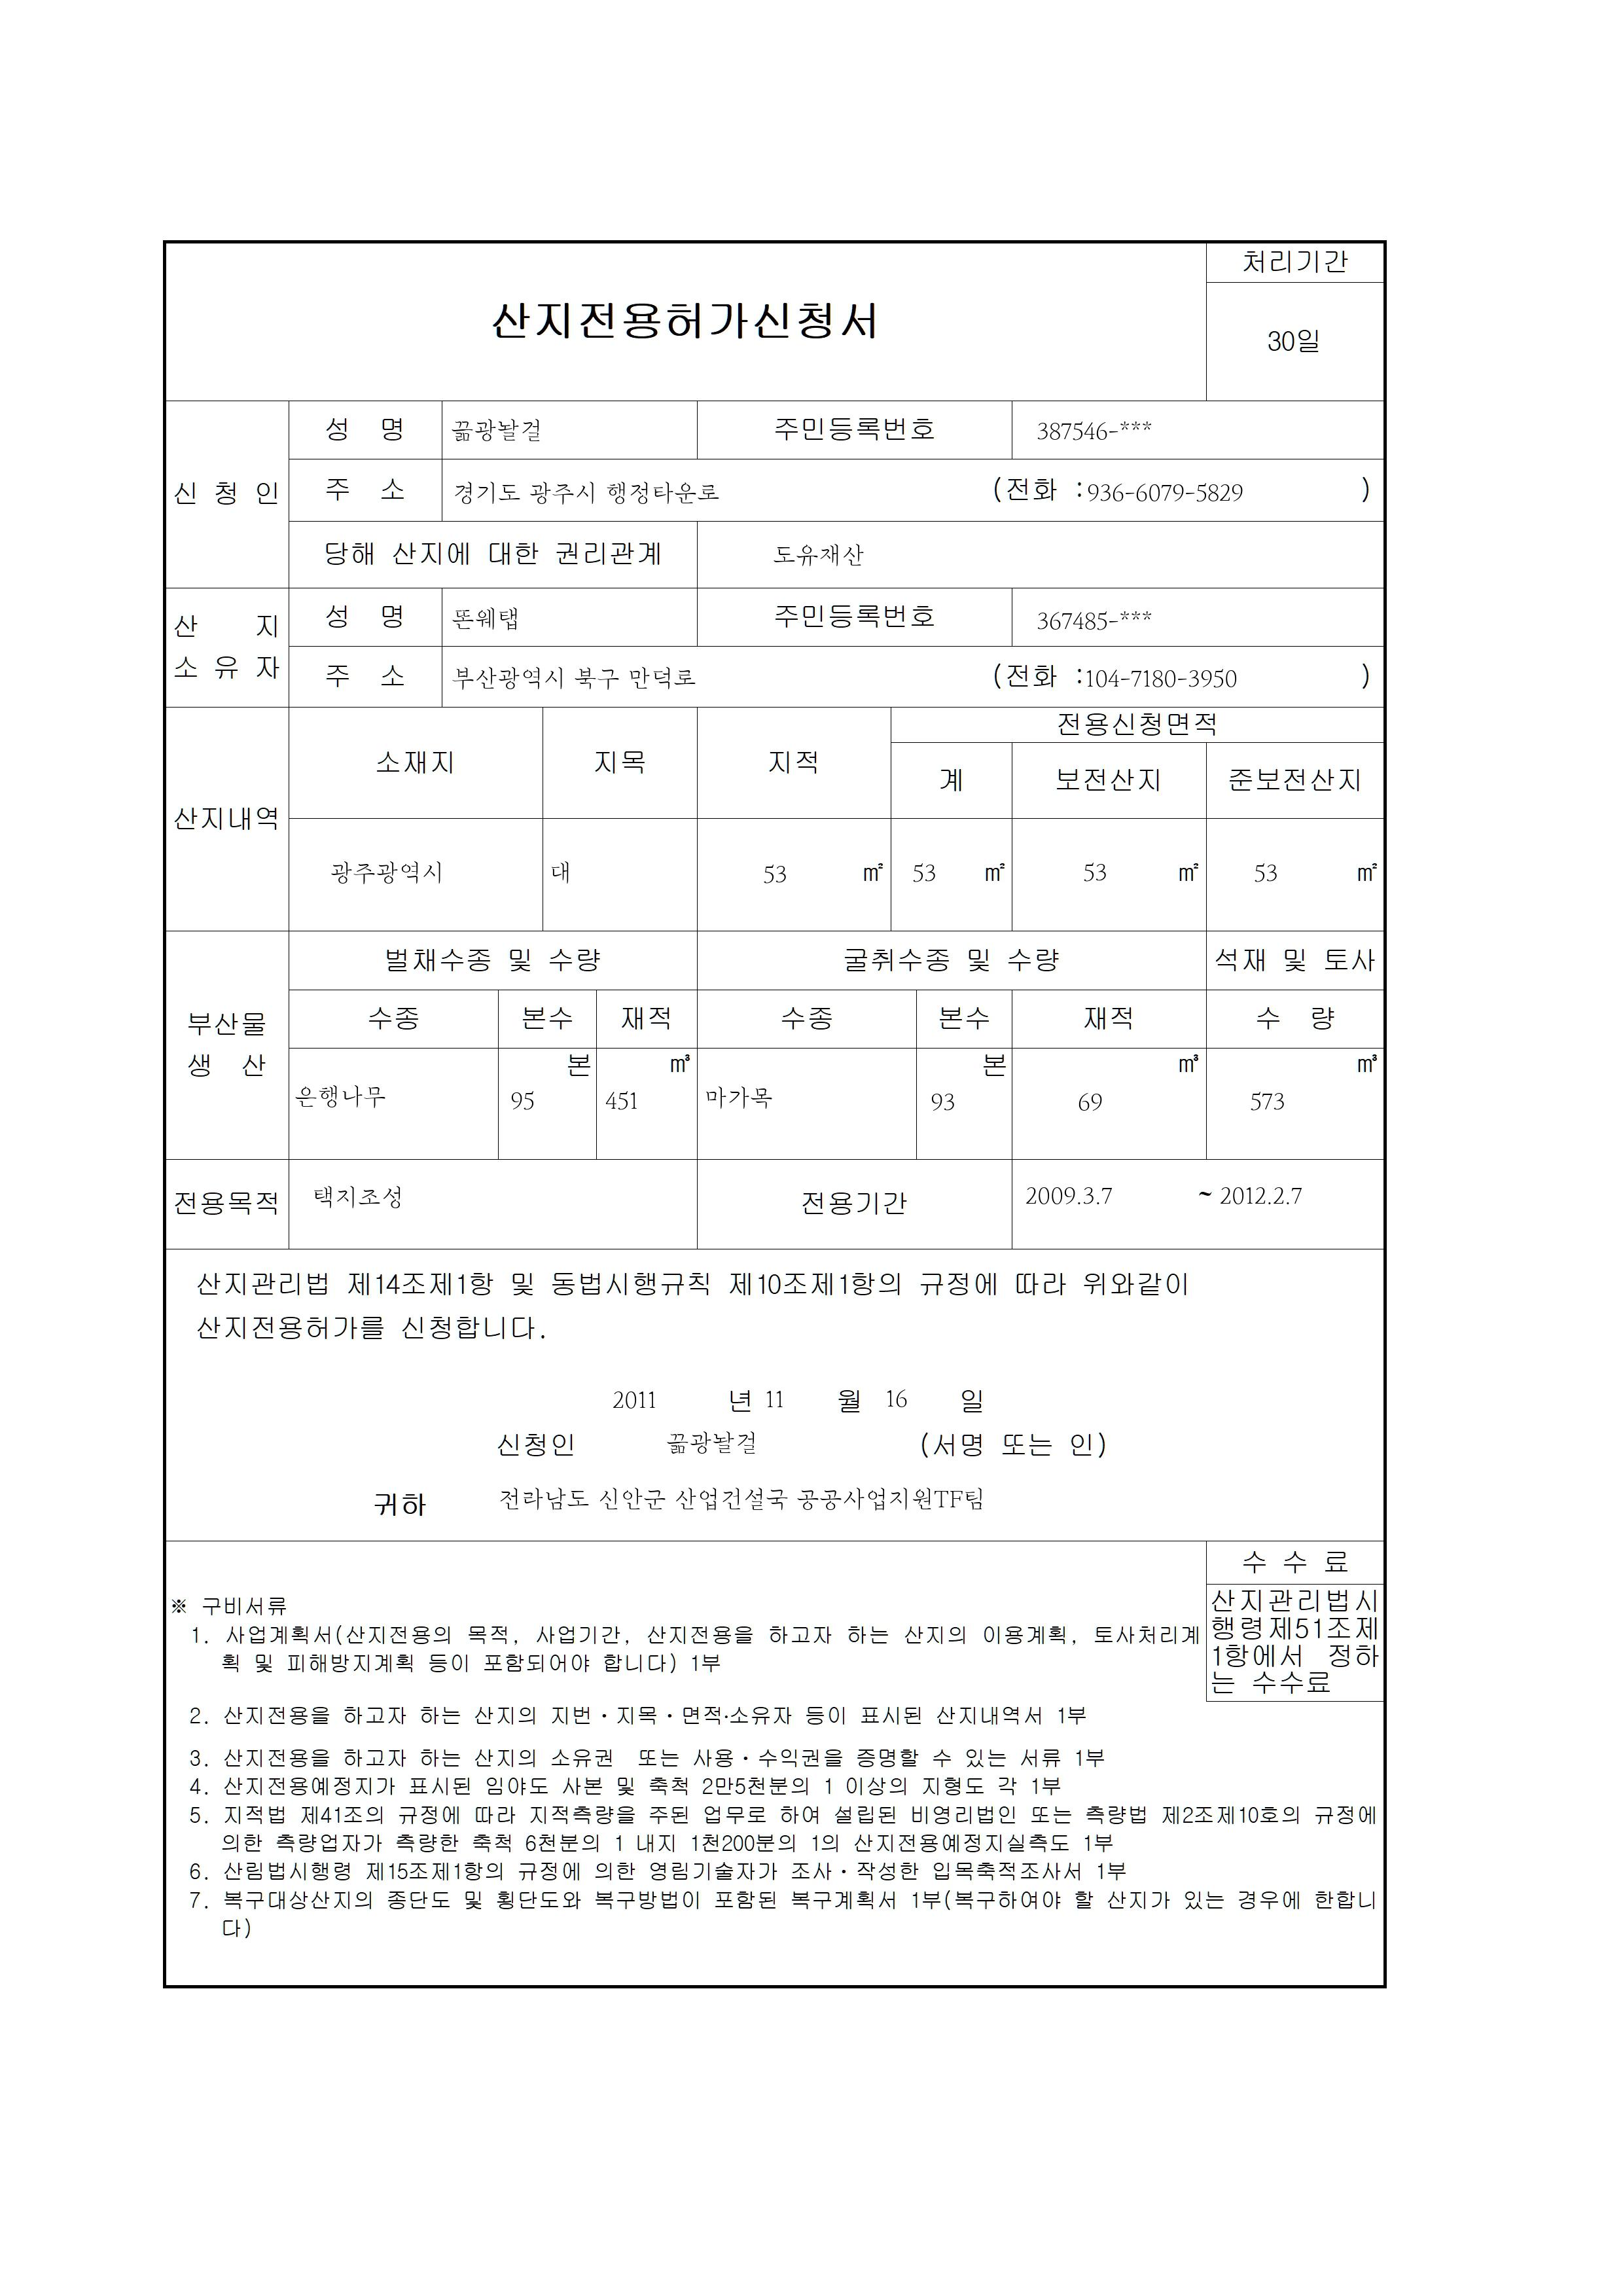 처리기간
산지전용허가신청서
30일
신 청 인
성 명 끎광놜걸 주민등록번호 387546-***
주 소 경기도 광주시 행정타운로 (전화 :936-6079-5829 )
당해 산지에 대한 권리관계 도유재산
산 지
소 유 자
성 명 똔웨탭 주민등록번호 367485-***
주 소 부산광역시 북구 만덕로 (전화 :104-7180-3950 )
산지내역
소재지 지목 지적 전용신청면적
계 보전산지 준보전산지
광주광역시 대 53 ㎡ 53 ㎡ 53 ㎡ 53 ㎡
부산물
생 산
벌채수종 및 수량 굴취수종 및 수량 석재 및 토사
수종 본수 재적 수종 본수 재적 수 량
본 ㎥ 본 ㎥ ㎥
은행나무 95 451 마가목 93 69 573
전용목적 택지조성 전용기간 2009.3.7 ~ 2012.2.7
산지관리법 제14조제1항 및 동법시행규칙 제10조제1항의 규정에 따라 위와같이
산지전용허가를 신청합니다.
2011 년 11 월 16 일
신청인 끎광놜걸 (서명 또는 인)
귀하 전라남도 신안군 산업건설국 공공사업지원TF팀
수 수 료
산지관리법시
행령제51조제
1항에서 정하
는 수수료
※ 구비서류
1. 사업계획서(산지전용의 목적, 사업기간, 산지전용을 하고자 하는 산지의 이용계획, 토사처리계
획 및 피해방지계획 등이 포함되어야 합니다) 1부
2. 산지전용을 하고자 하는 산지의 지번·지목·면적·소유자 등이 표시된 산지내역서 1부
3. 산지전용을 하고자 하는 산지의 소유권 또는 사용·수익권을 증명할 수 있는 서류 1부
4. 산지전용예정지가 표시된 임야도 사본 및 축척 2만5천분의 1 이상의 지형도 각 1부
5. 지적법 제41조의 규정에 따라 지적측량을 주된 업무로 하여 설립된 비영리법인 또는 측량법 제2조제10호의 규정에
의한 측량업자가 측량한 축척 6천분의 1 내지 1천200분의 1의 산지전용예정지실측도 1부
6. 산림법시행령 제15조제1항의 규정에 의한 영림기술자가 조사·작성한 입목축적조사서 1부
7. 복구대상산지의 종단도 및 횡단도와 복구방법이 포함된 복구계획서 1부(복구하여야 할 산지가 있는 경우에 한합니
다)